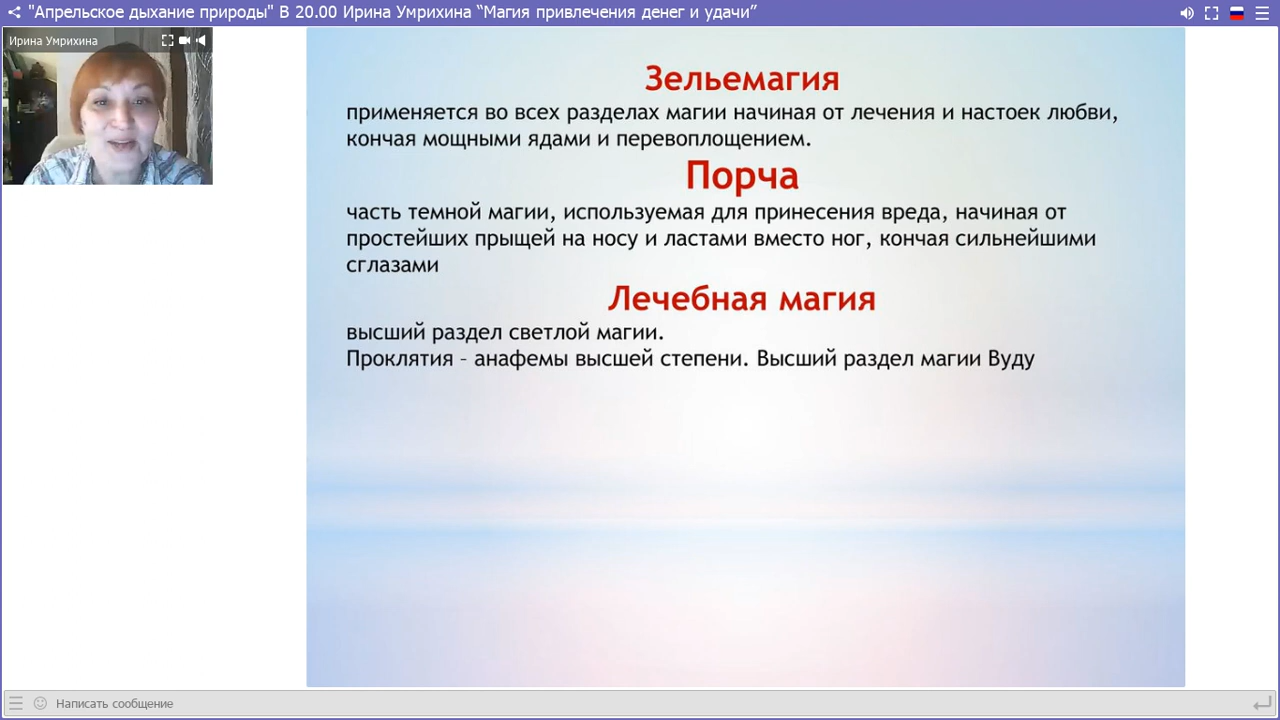 "Апрельское дыхание природы" В 20.00 Ирина Умрихина “Магия привлечения денег и удачи”
Ирина Умрихина
Зельемагия
применяется во всех разделах магии начиная от лечения и настоек любви,
кончая мощными ядами и перевоплощением.
Порча
часть темной магии, используемая для принесения вреда, начиная от
простейших прыщей на носу и ластами вместо ног, кончая сильнейшими
сглазами
Лечебная магия
высший раздел светлой магии.
Проклятия – анафемы высшей степени. Высший раздел магии Вуду
Написать сообщение